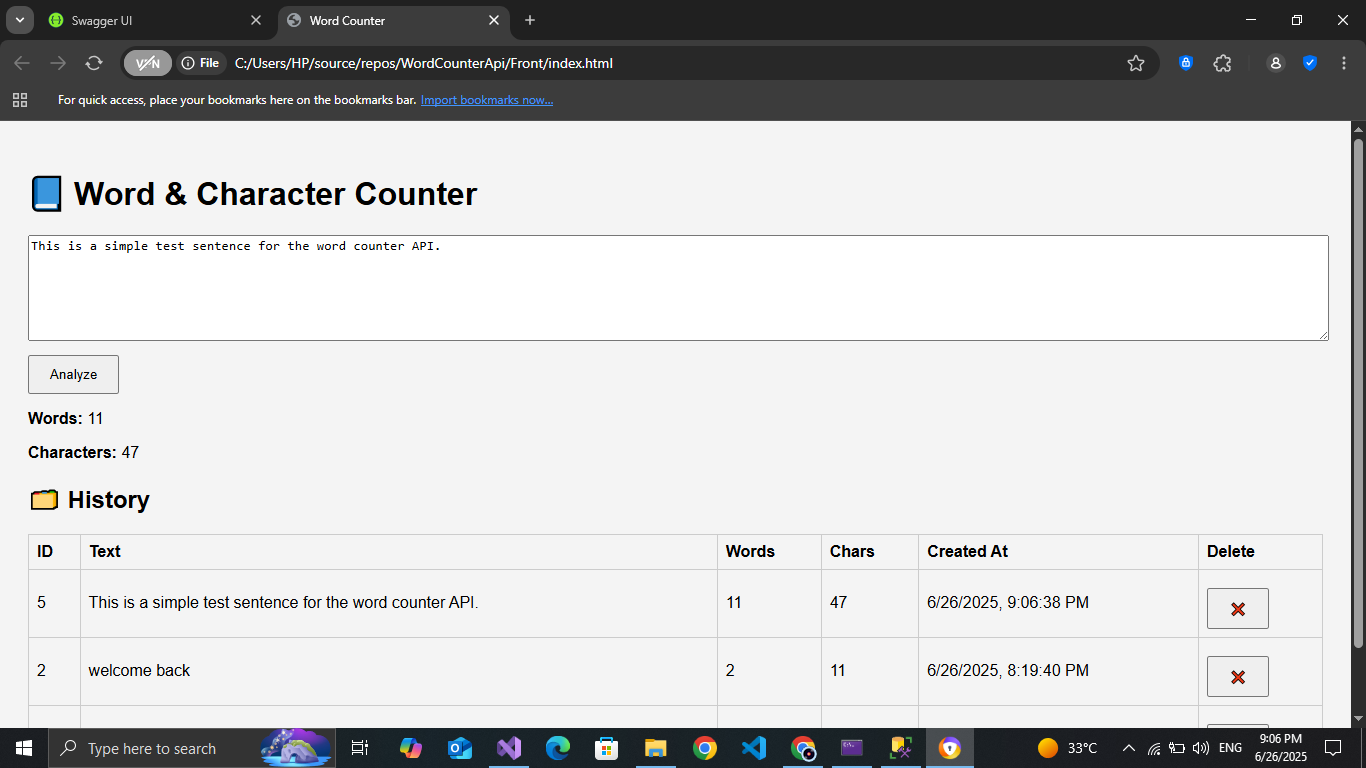 Swagger UI
Word Counter
VPN
File
C:/Users/HP/source/repos/WordCounterApi/Front/index.html
For quick access, place your bookmarks here on the bookmarks bar. Import bookmarks now...
Word & Character Counter
This is a simple test sentence for the word counter API.
Analyze
Words: 11
Characters: 47
History
ID Text Words Chars Created At Delete
5 This is a simple test sentence for the word counter API. 11 47 6/26/2025, 9:06:38 PM
2 welcome back 2 11 6/26/2025, 8:19:40 PM
Type here to search
33°C
ENG
9:06 PM
6/26/2025